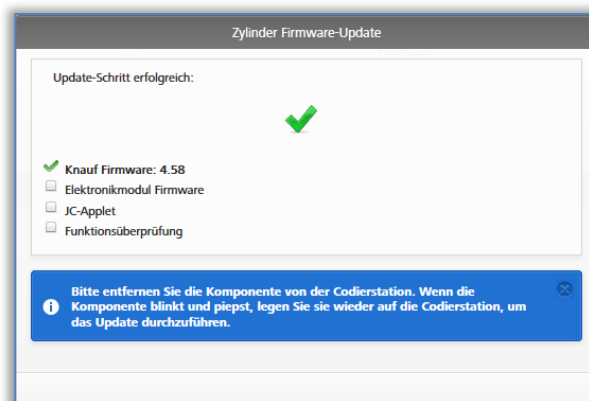 Zylinder Firmware-Update
Update-Schritt erfolgreich:
Knauf Firmware: 4.58
Elektronikmodul Firmware
JC-Applet
Funktionsüberprüfung
Bitte entfernen Sie die Komponente von der Codierstation. Wenn die
Komponente blinkt und piepst, legen Sie sie wieder auf die Codierstation, um
das Update durchzuführen.